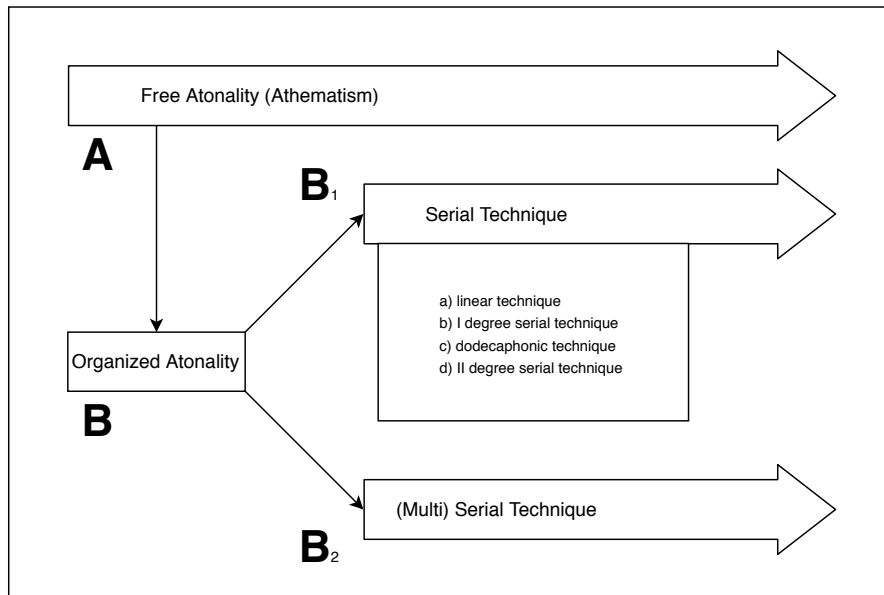 Free Atonality (Athematism)
A
B1
Serial Technique
a) linear technique
b) I degree serial technique
c) dodecaphonic technique
d) II degree serial technique
Organized Atonality
B
(Multi) Serial Technique
B2